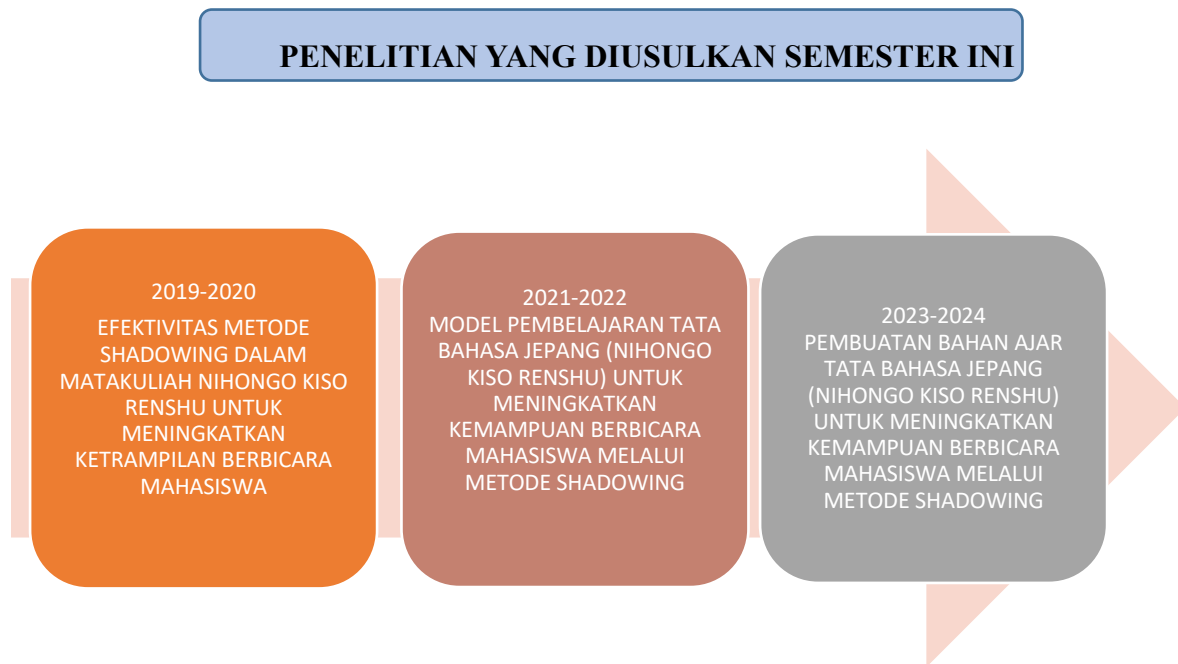 PENELITIAN YANG DIUSULKAN SEMESTER INI
2019-2020
EFEKTIVITAS METODE
SHADOWING DALAM
MATAKULIAH NIHONGO KISO
RENSHU UNTUK
MENINGKATKAN
KETRAMPILAN BERBICARA
MAHASISWA
2021-2022
MODEL PEMBELAJARAN TATA
BAHASA JEPANG (NIHONGO
KISO RENSHU) UNTUK
MENINGKATKAN
KEMAMPUAN BERBICARA
MAHASISWA MELALUI
METODE SHADOWING
2023-2024
PEMBUATAN BAHAN AJAR
TATA BAHASA JEPANG
(NIHONGO KISO RENSHU)
UNTUK MENINGKATKAN
KEMAMPUAN BERBICARA
MAHASISWA MELALUI
METODE SHADOWING